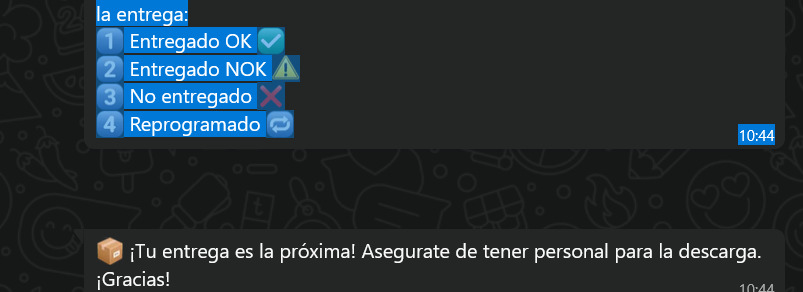 la entrega:
1️⃣ Entregado OK ✅
2️⃣ Entregado NOK ⚠️
3️⃣ No entregado ❌
4️⃣ Reprogramado 🔁
10:44
📦 ¡Tu entrega es la próxima! Asegurate de tener personal para la descarga.
¡Gracias!
10:44